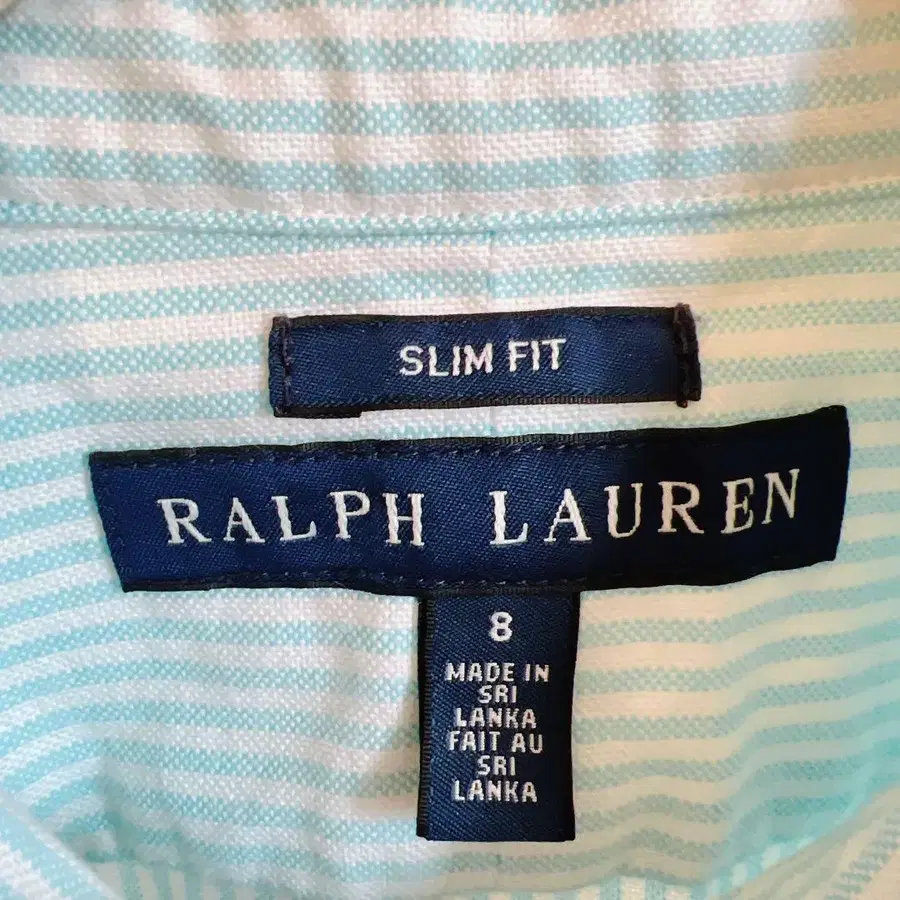 SLIM FIT
RALPH LAUREN
8
MADE IN
SRI
LANKA
FAIT AU
SRI
LANKA